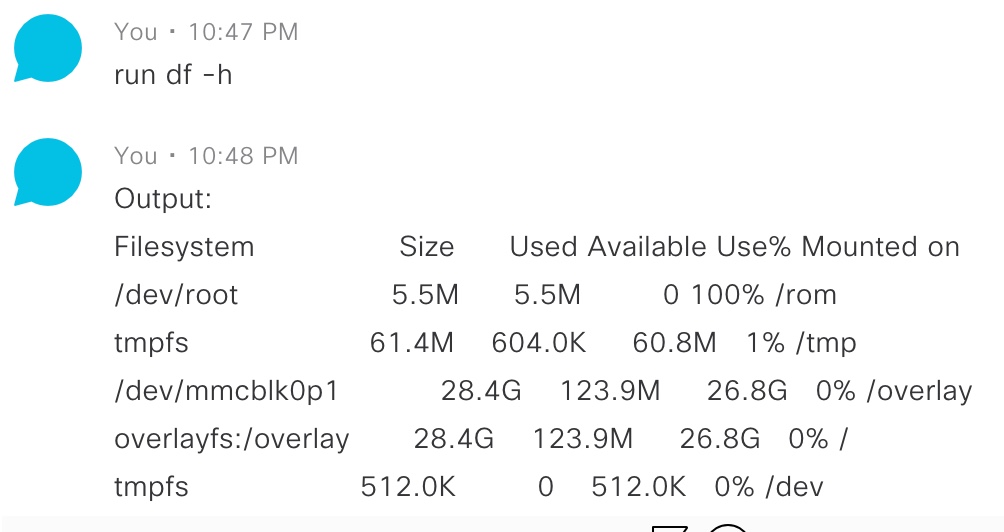 You · 10:47 PM
run df -h
You · 10:48 PM
Output:
Filesystem Size Used Available Use% Mounted on
/dev/root 5.5M 5.5M 0 100% /rom
tmpfs 61.4M 604.0K 60.8M 1% /tmp
/dev/mmcblk0p1 28.4G 123.9M 26.8G 0% /overlay
overlayfs:/overlay 28.4G 123.9M 26.8G 0% /
tmpfs 512.0K 0 512.0K 0% /dev